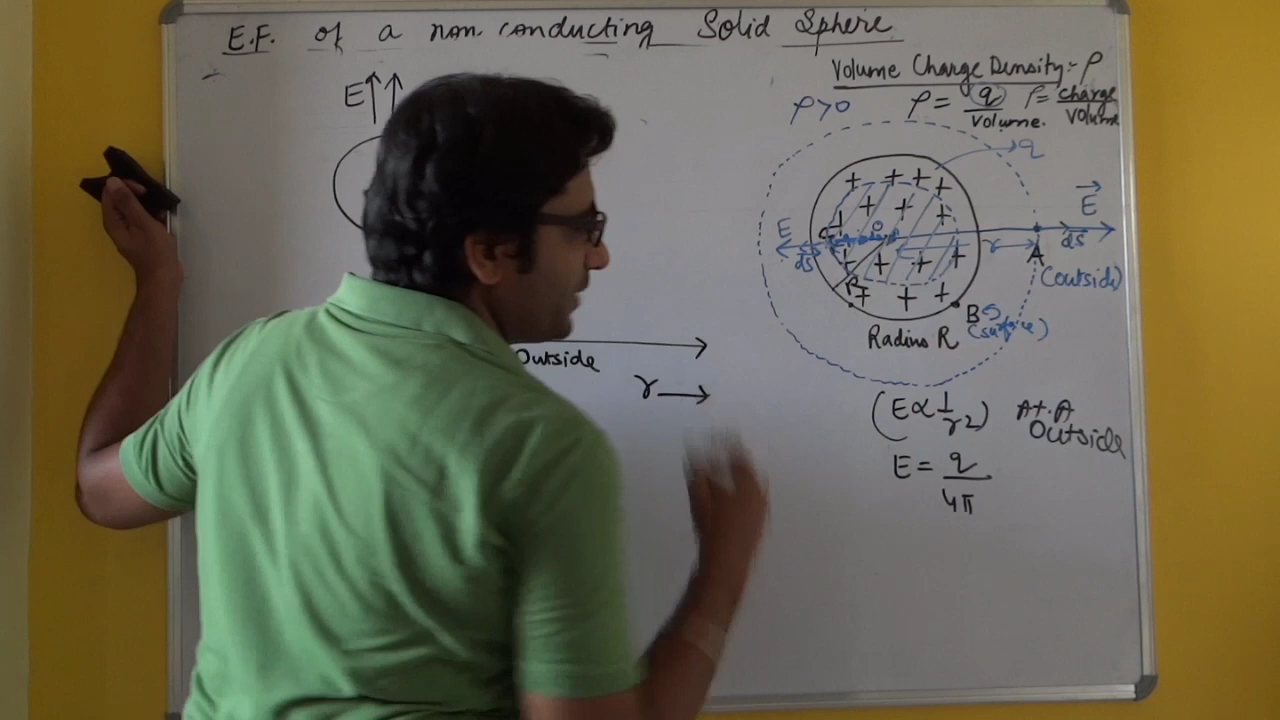 E.F. of a non conducting Solid Sphere
Volume Charge Density:- ρ
ρ>0 ρ = q/Volume. ρ = charge/Volume
E↑↑
q
E
dS
E
dS
r
A
(outside)
R
B
(surface)
Radius R
Outside
r→
(E∝1/r2) At. A
Outside
E = q/4π